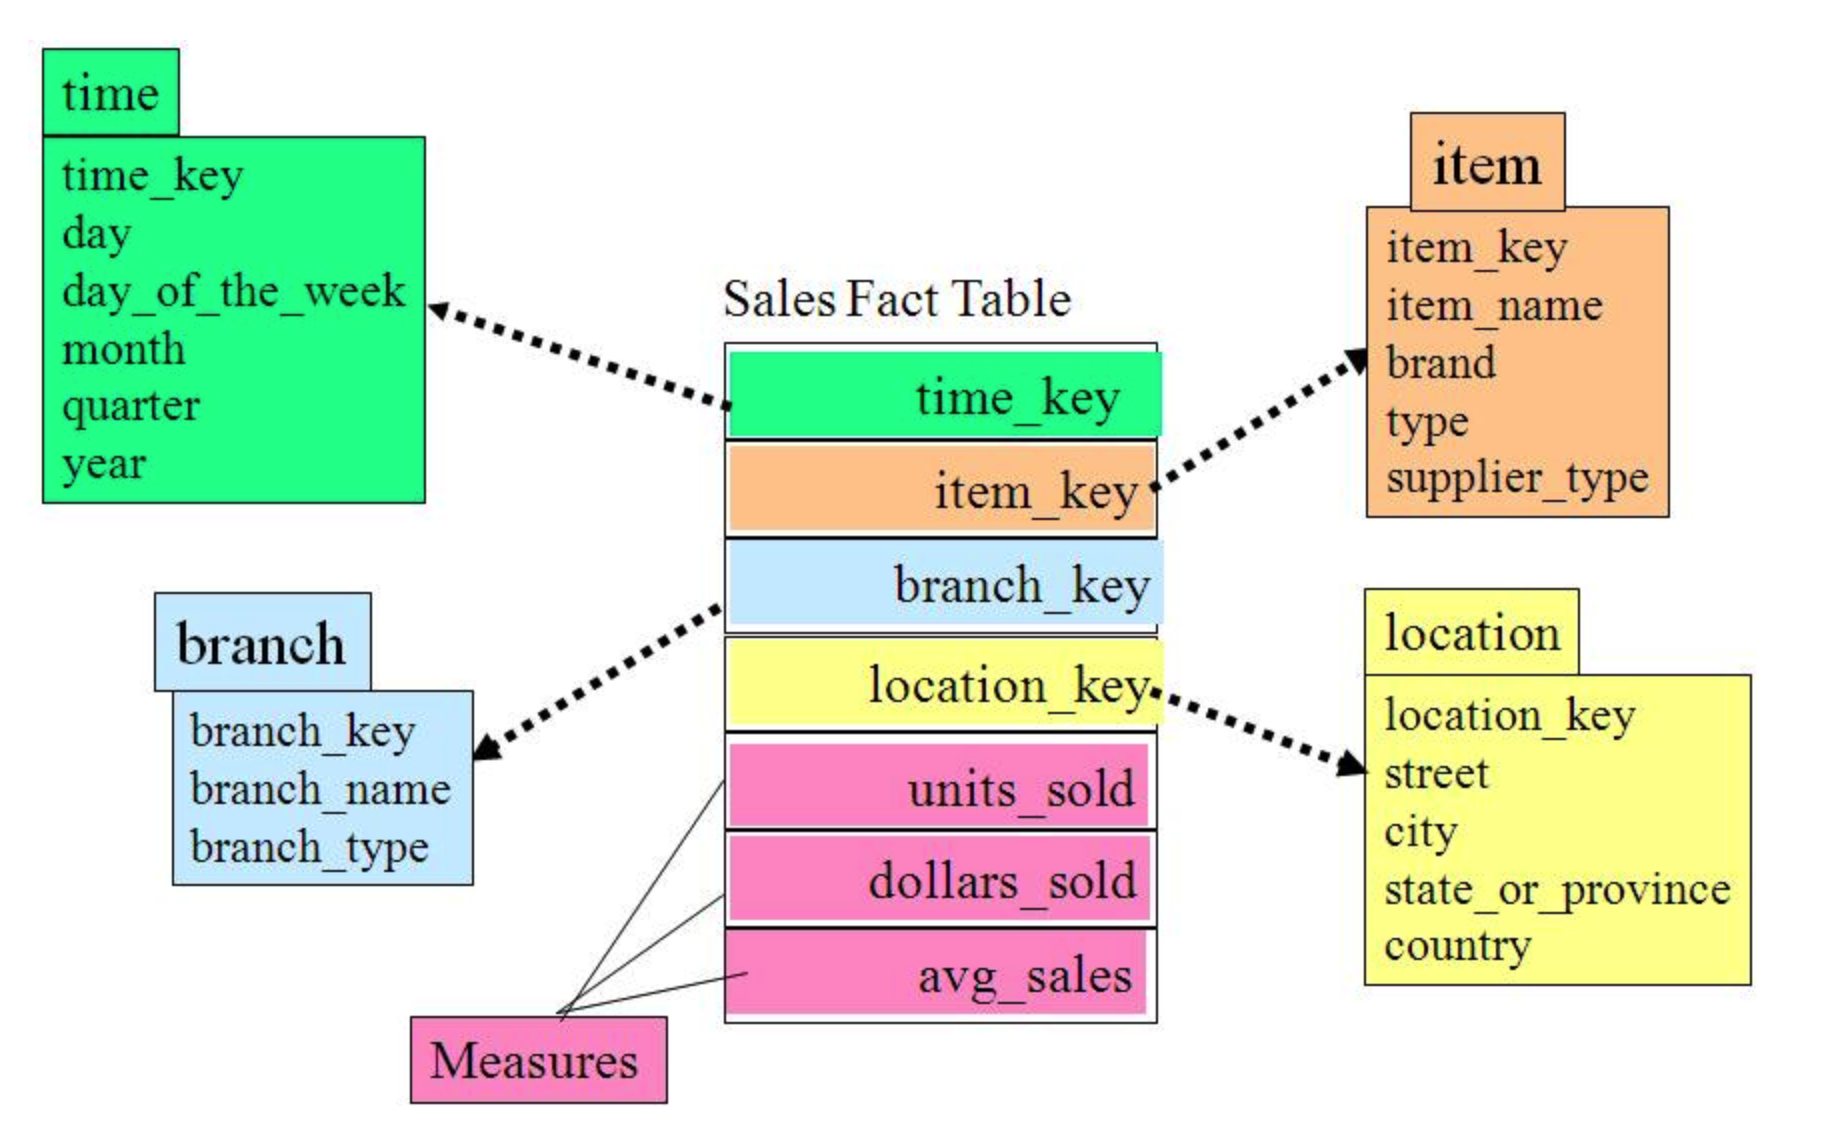 time
time_key
day
day_of_the_week
month
quarter
year
item
item_key
item_name
brand
type
supplier_type
Sales Fact Table
time_key
item_key
branch_key
location_key
units_sold
dollars_sold
avg_sales
branch
branch_key
branch_name
branch_type
location
location_key
street
city
state_or_province
country
Measures